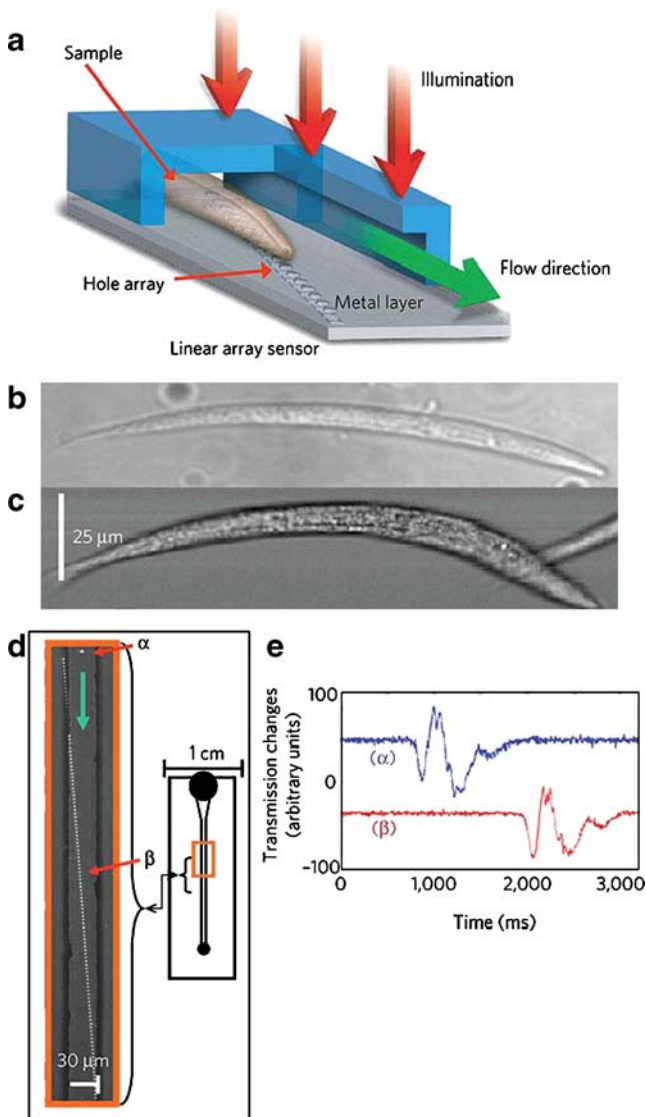 a
Sample
Illumination
Flow direction
Hole array
Metal layer
Linear array sensor
b
c
25 μm
d
α
β
30 μm
1 cm
e
Transmission changes
(arbitrary units)
100
0
-100
(α)
(β)
0
1,000
2,000
3,000
Time (ms)